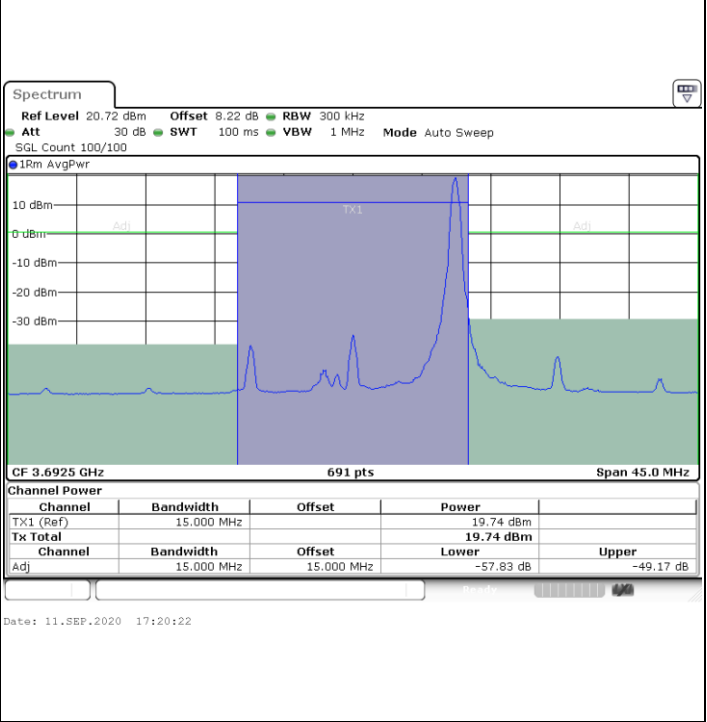 Spectrum
Ref Level 20.72 dBm Offset 8.22 dB RBW 300 kHz
Att 30 dB SWT 100 ms VBW 1 MHz Mode Auto Sweep
SGL Count 100/100
1Rm AvgPwr
10 dBm
TX1
Adj Adj
0 dBm
-10 dBm
-20 dBm
-30 dBm
CF 3.6925 GHz 691 pts Span 45.0 MHz
Channel Power
Channel Bandwidth Offset Power
TX1 (Ref) 15.000 MHz 19.74 dBm
Tx Total 19.74 dBm
Channel Bandwidth Offset Lower Upper
Adj 15.000 MHz 15.000 MHz -57.83 dB -49.17 dB
Ready
Date: 11.SEP.2020 17:20:22